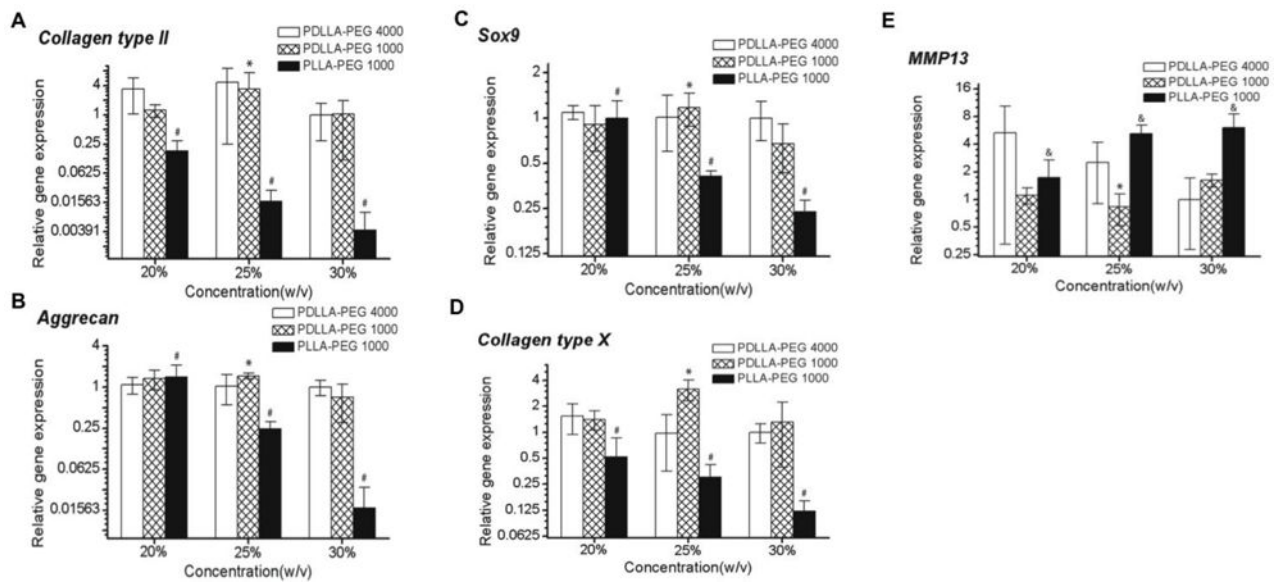 A
Collagen type II
PDLLA-PEG 4000
PDLLA-PEG 1000
PLLA-PEG 1000
Relative gene expression
4
1
0.25
0.0625
0.01563
0.00391
* # # #
20% 25% 30%
Concentration(w/v)
B
Aggrecan
PDLLA-PEG 4000
PDLLA-PEG 1000
PLLA-PEG 1000
Relative gene expression
4
1
0.25
0.0625
0.01563
# * # #
20% 25% 30%
Concentration(w/v)
C
Sox9
PDLLA-PEG 4000
PDLLA-PEG 1000
PLLA-PEG 1000
Relative gene expression
2
1
0.5
0.25
0.125
# * # #
20% 25% 30%
Concentration(w/v)
D
Collagen type X
PDLLA-PEG 4000
PDLLA-PEG 1000
PLLA-PEG 1000
Relative gene expression
4
2
1
0.5
0.25
0.125
0.0625
# * # #
20% 25% 30%
Concentration(w/v)
E
MMP13
PDLLA-PEG 4000
PDLLA-PEG 1000
PLLA-PEG 1000
Relative gene expression
16
8
4
2
1
0.5
0.25
& * & &
20% 25% 30%
Concentration(w/v)